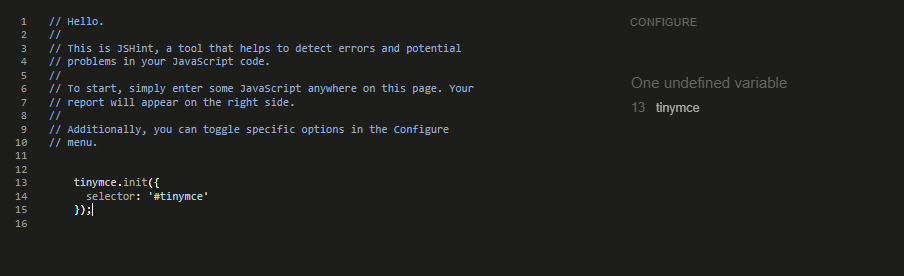 1 // Hello.
2 //
3 // This is JSHint, a tool that helps to detect errors and potential
4 // problems in your JavaScript code.
5 //
6 // To start, simply enter some JavaScript anywhere on this page. Your
7 // report will appear on the right side.
8 //
9 // Additionally, you can toggle specific options in the Configure
10 // menu.
11
12
13 tinymce.init({
14 selector: '#tinymce'
15 });
16
CONFIGURE
One undefined variable
13 tinymce